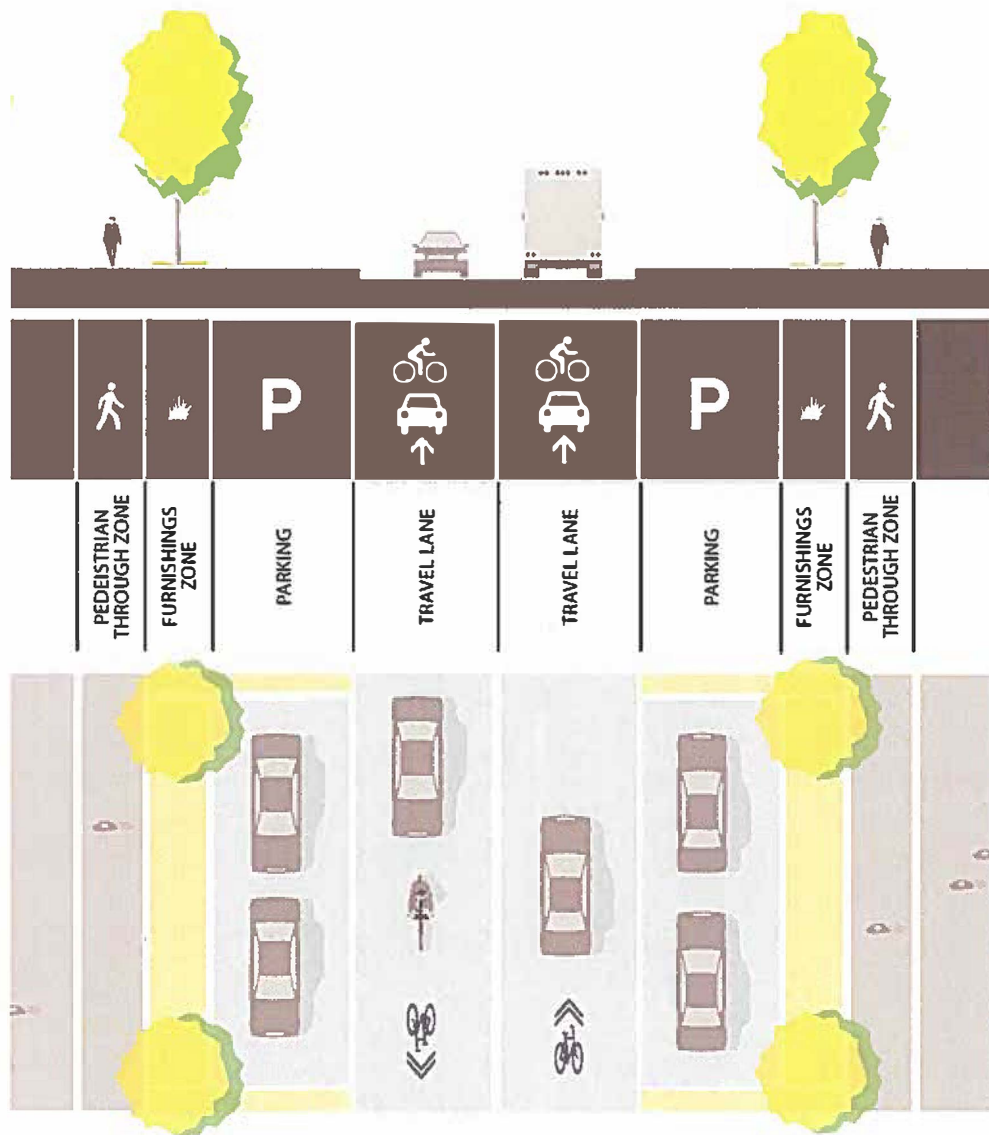 P
P
PEDEISTRIAN
THROUGH ZONE
FURNISHINGS
ZONE
PARKING
TRAVEL LANE
TRAVEL LANE
PARKING
FURNISHINGS
ZONE
PEDESTRIAN
THROUGH ZONE